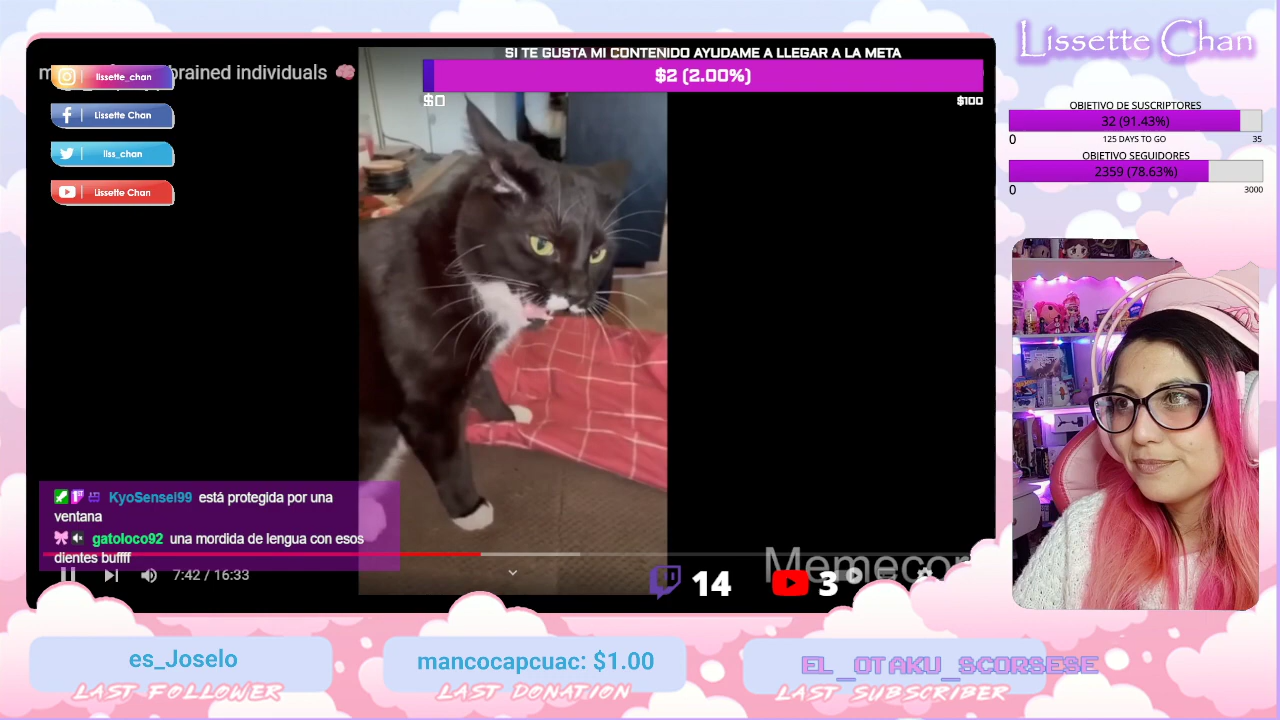 Lissette Chan
SI TE GUSTA MI CONTENIDO AYUDAME A LLEGAR A LA META
$2 (2.00%)
$0
$100
brained individuals
lissette_chan
Lissette Chan
liss_chan
Lissette Chan
OBJETIVO DE SUSCRIPTORES
32 (91.43%)
0
125 DAYS TO GO
35
OBJETIVO SEGUIDORES
2359 (78.63%)
0
3000
KyoSensei99 está protegida por una
ventana
gatoloco92 una mordida de lengua con esos
dientes buffff
7:42 / 16:33
14
3
es_Joselo
LAST FOLLOWER
mancocapcuac: $1.00
LAST DONATION
EL_OTAKU_SCORSESE
LAST SUBSCRIBER